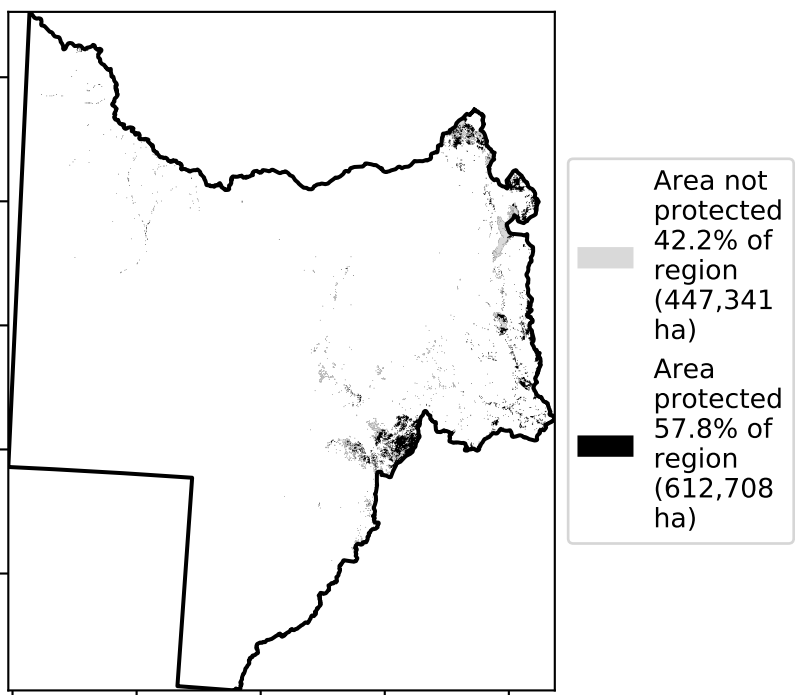 Area not
protected
42.2% of
region
(447,341
ha)
Area
protected
57.8% of
region
(612,708
ha)